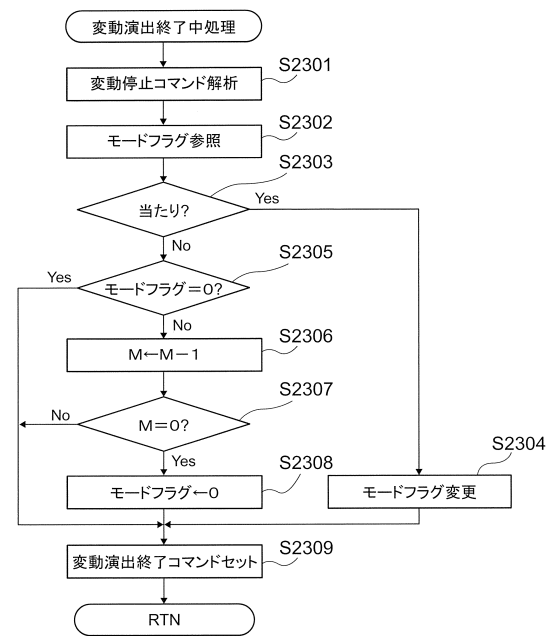 変動演出終了中処理
S2301
変動停止コマンド解析
S2302
モードフラグ参照
S2303
当たり?
Yes
No
S2305
Yes
モードフラグ=0?
No
S2306
M←M-1
S2307
No
M=0?
Yes
S2304
S2308
モードフラグ←0
モードフラグ変更
S2309
変動演出終了コマンドセット
RTN